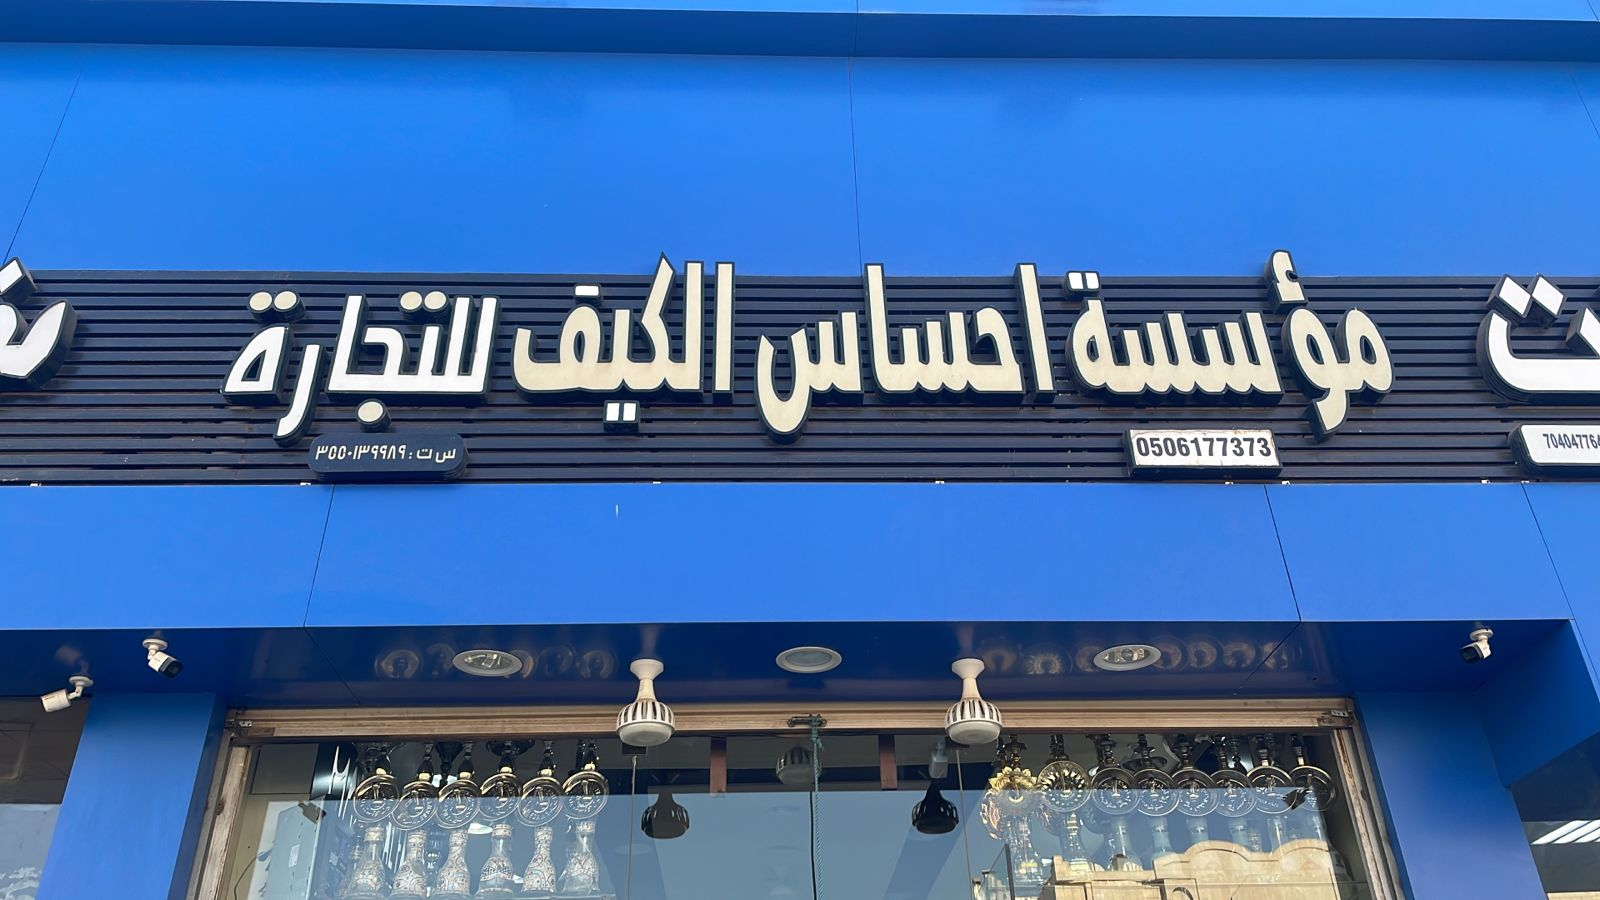 مؤسسة احساس الكيف للتجارة
0506177373
س ت : ٣٥٥٠١٣٩٩٨٩